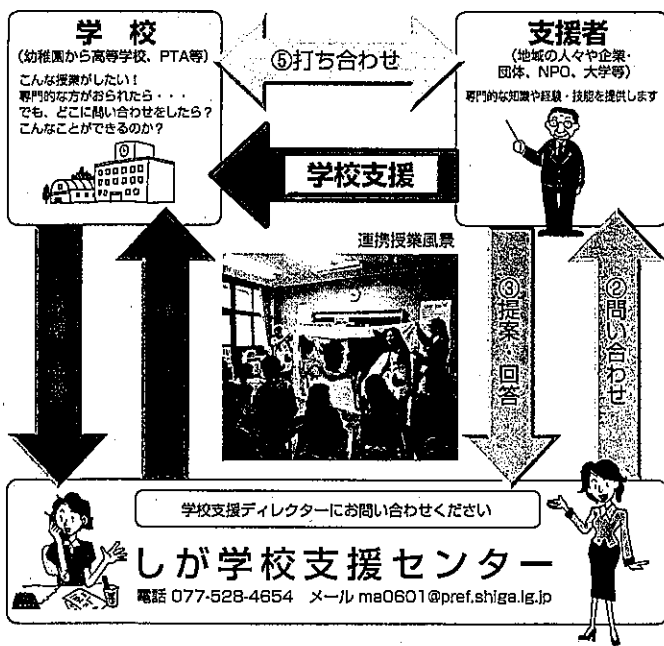 学校
(幼稚園から高等学校、PTA等)
こんな授業がしたい!
専門的な方がおられたら・・・
でも、どこに問い合わせをしたら?
こんなことができるのか?
⑤打ち合わせ
支援者
(地域の人々や企業・
団体、NPO、大学等)
専門的な知識や経験・技能を提供します
学校支援
連携授業風景
③提案・回答
②問い合わせ
学校支援ディレクターにお問い合わせください
しが学校支援センター
電話 077-528-4654 メール ma0601@pref.shiga.lg.jp